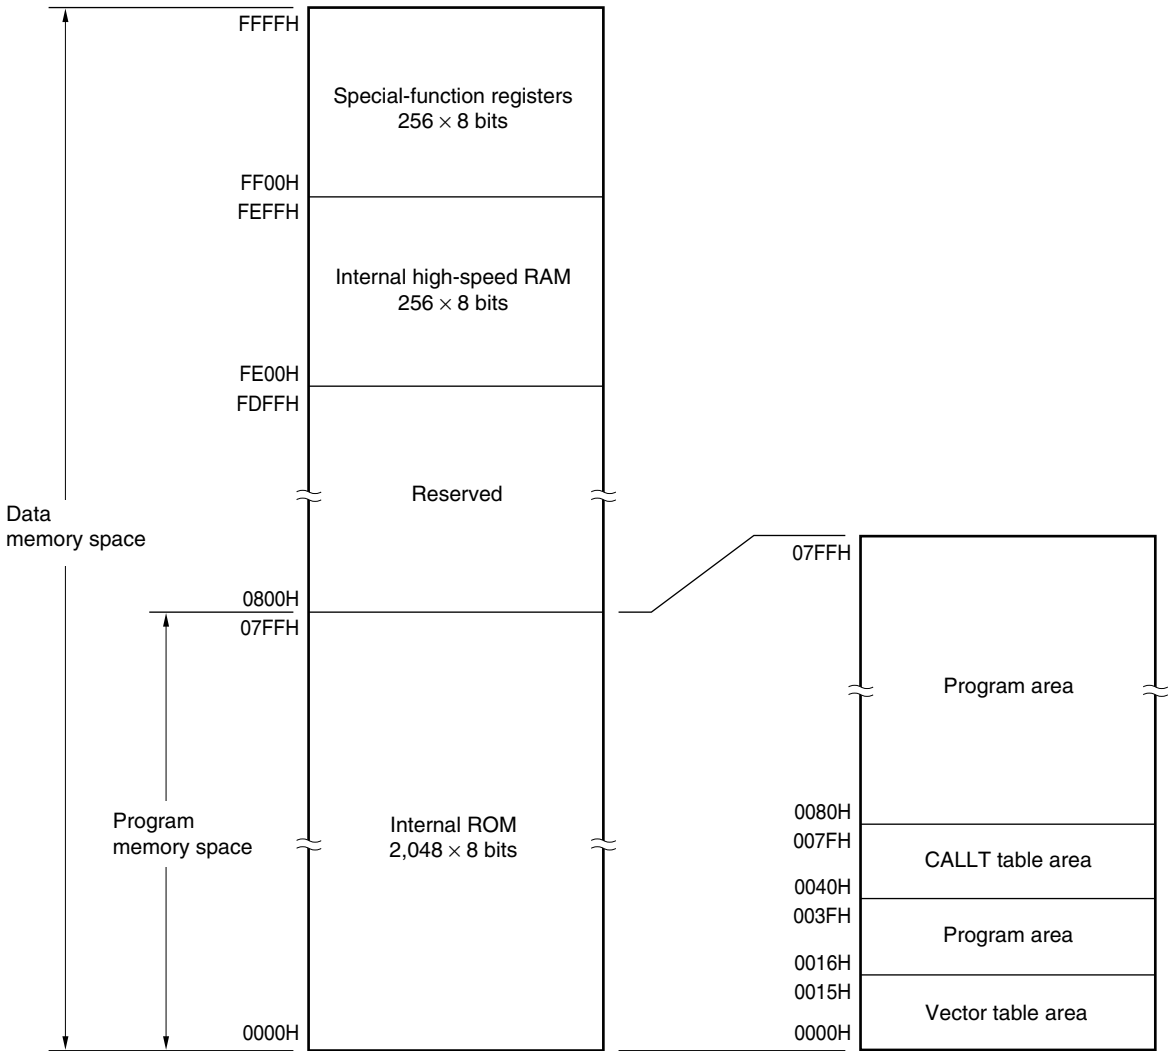 FFFFH
Special-function registers
256 × 8 bits
FF00H
FEFFH
Internal high-speed RAM
256 × 8 bits
FE00H
FDFFH
Reserved
Data
memory space
0800H
07FFH
Program
memory space
Internal ROM
2,048 × 8 bits
0000H
07FFH
Program area
0080H
007FH
CALLT table area
0040H
003FH
Program area
0016H
0015H
Vector table area
0000H